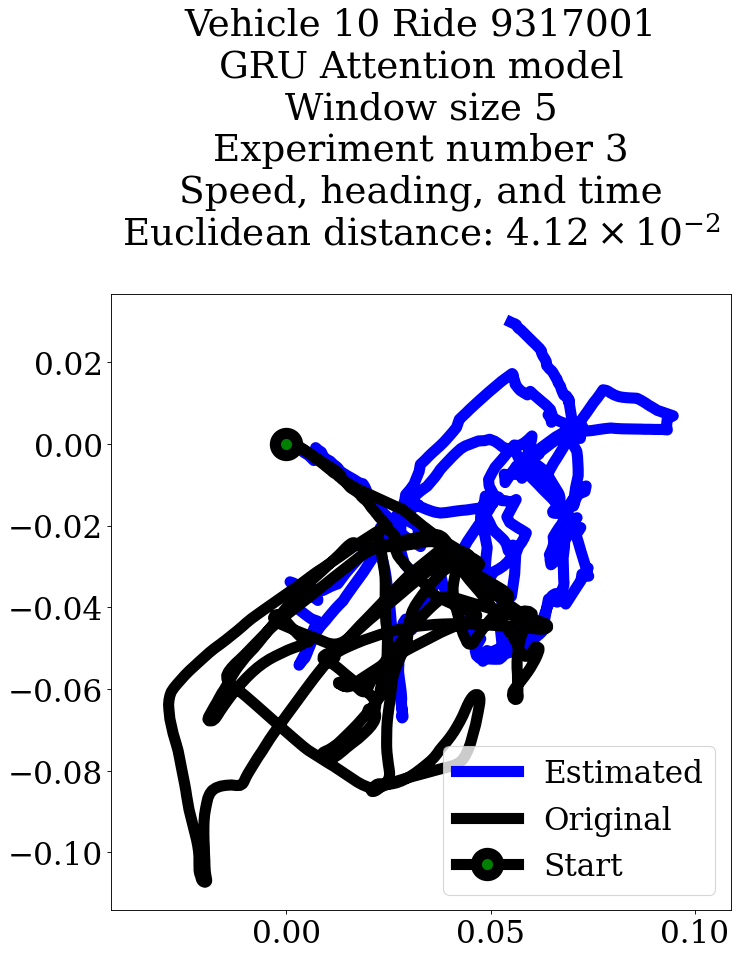 Vehicle 10 Ride 9317001
GRU Attention model
Window size 5
Experiment number 3
Speed, heading, and time
Euclidean distance: 4.12 × 10⁻²
0.02
0.00
−0.02
−0.04
−0.06
−0.08
−0.10
Estimated
Original
Start
0.00 0.05 0.10